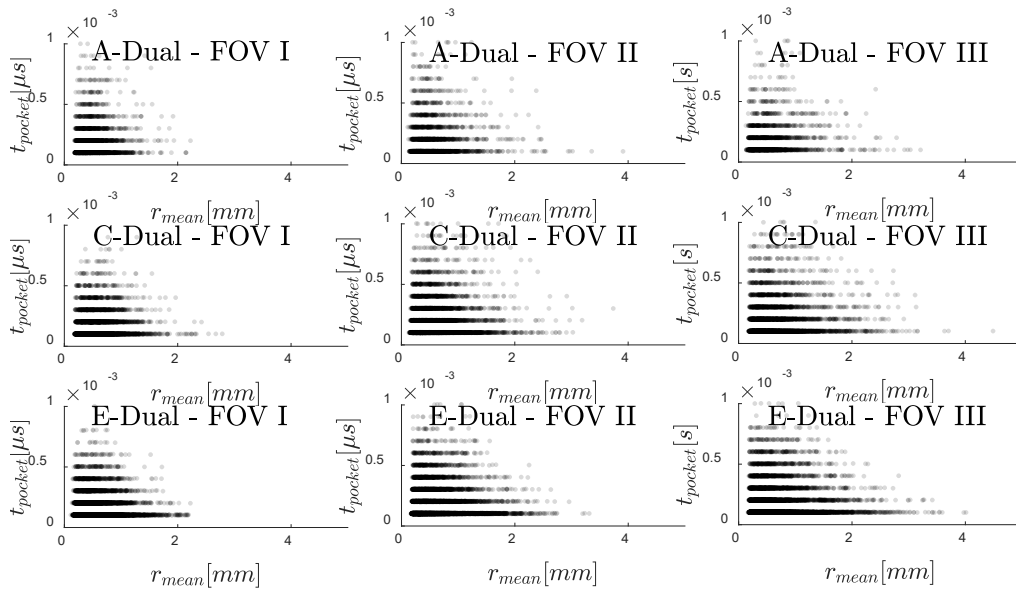 × 10 -3
A-Dual - FOV I
1
0.5
0
t_pocket[μs]
0 2 4
r_mean[mm]
× 10 -3
A-Dual - FOV II
1
0.5
0
t_pocket[μs]
0 2 4
r_mean[mm]
× 10 -3
A-Dual - FOV III
1
0.5
0
t_pocket[s]
0 2 4
r_mean[mm]
× 10 -3
C-Dual - FOV I
1
0.5
0
t_pocket[μs]
0 2 4
r_mean[mm]
× 10 -3
C-Dual - FOV II
1
0.5
0
t_pocket[μs]
0 2 4
r_mean[mm]
× 10 -3
C-Dual - FOV III
1
0.5
0
t_pocket[s]
0 2 4
r_mean[mm]
× 10 -3
E-Dual - FOV I
1
0.5
0
t_pocket[μs]
0 2 4
r_mean[mm]
× 10 -3
E-Dual - FOV II
1
0.5
0
t_pocket[μs]
0 2 4
r_mean[mm]
× 10 -3
E-Dual - FOV III
1
0.5
0
t_pocket[s]
0 2 4
r_mean[mm]